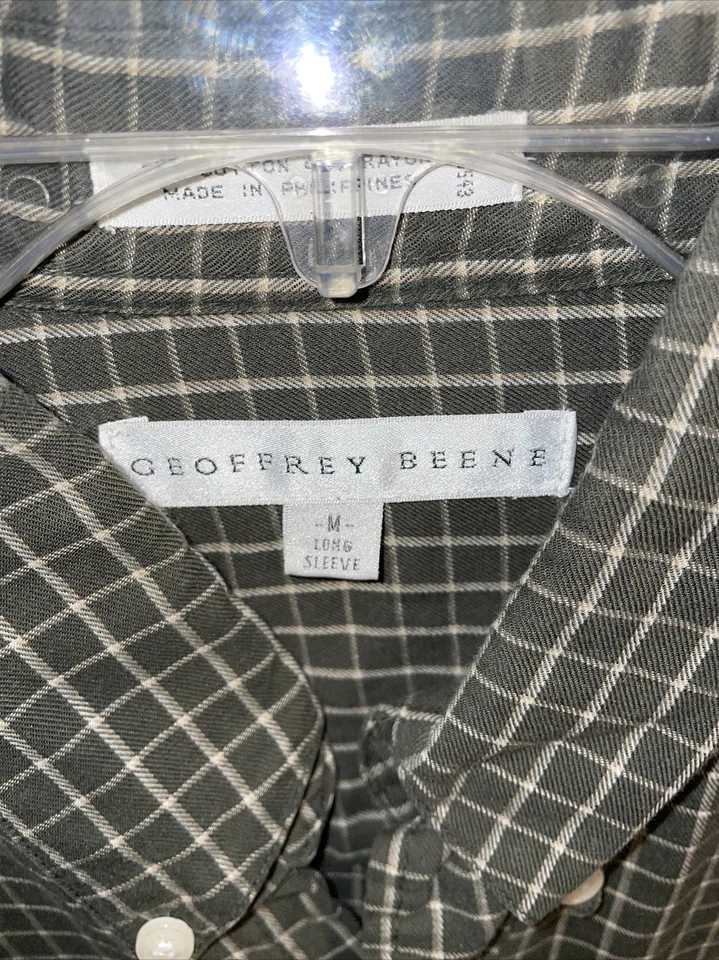 COTTON RAYON
MADE IN PHILIPPINES
GEOFFREY BEENE
-M-
LONG
SLEEVE